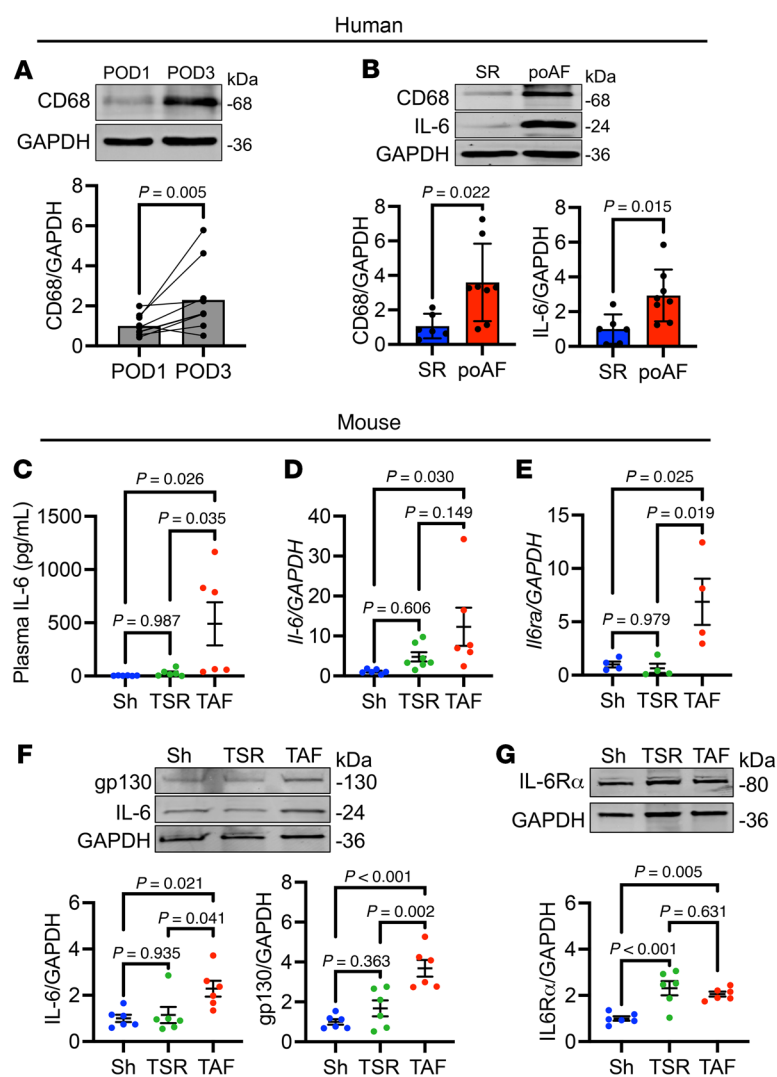 Human
A
POD1 POD3 kDa
CD68 -68
GAPDH -36
P = 0.005
CD68/GAPDH
8
6
4
2
0
POD1 POD3
B
SR poAF kDa
CD68 -68
IL-6 -24
GAPDH -36
P = 0.022
CD68/GAPDH
8
6
4
2
0
SR poAF
P = 0.015
IL-6/GAPDH
8
6
4
2
0
SR poAF
Mouse
C
P = 0.026
P = 0.035
P = 0.987
Plasma IL-6 (pg/mL)
1500
1000
500
0
Sh TSR TAF
D
P = 0.030
P = 0.149
P = 0.606
Il-6/GAPDH
40
30
20
10
0
Sh TSR TAF
E
P = 0.025
P = 0.019
P = 0.979
Il6ra/GAPDH
15
10
5
0
Sh TSR TAF
F
Sh TSR TAF kDa
gp130 -130
IL-6 -24
GAPDH -36
P = 0.021
P = 0.041
P = 0.935
IL-6/GAPDH
6
4
2
0
Sh TSR TAF
P < 0.001
P = 0.002
P = 0.363
gp130/GAPDH
8
6
4
2
0
Sh TSR TAF
G
Sh TSR TAF kDa
IL-6Rα -80
GAPDH -36
P = 0.005
P = 0.631
P < 0.001
IL6Rα/GAPDH
6
4
2
0
Sh TSR TAF